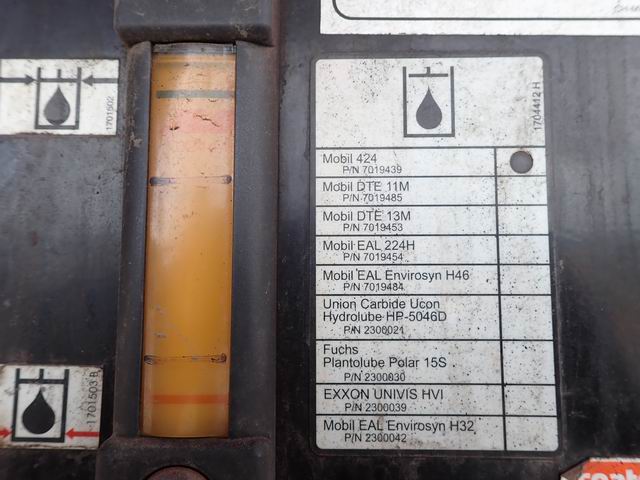 1701502
1704412 H
Mobil 424
P/N 7019439
Mobil DTE 11M
P/N 7019485
Mobil DTE 13M
P/N 7019453
Mobil EAL 224H
P/N 7019454
Mobil EAL Envirosyn H46
P/N 7019484
Union Carbide Ucon
Hydrolube HP-5046D
P/N 2300021
Fuchs
Plantolube Polar 15S
P/N 2300030
EXXON UNIVIS HVI
P/N 2300039
Mobil EAL Envirosyn H32
P/N 2300042
1701503 B